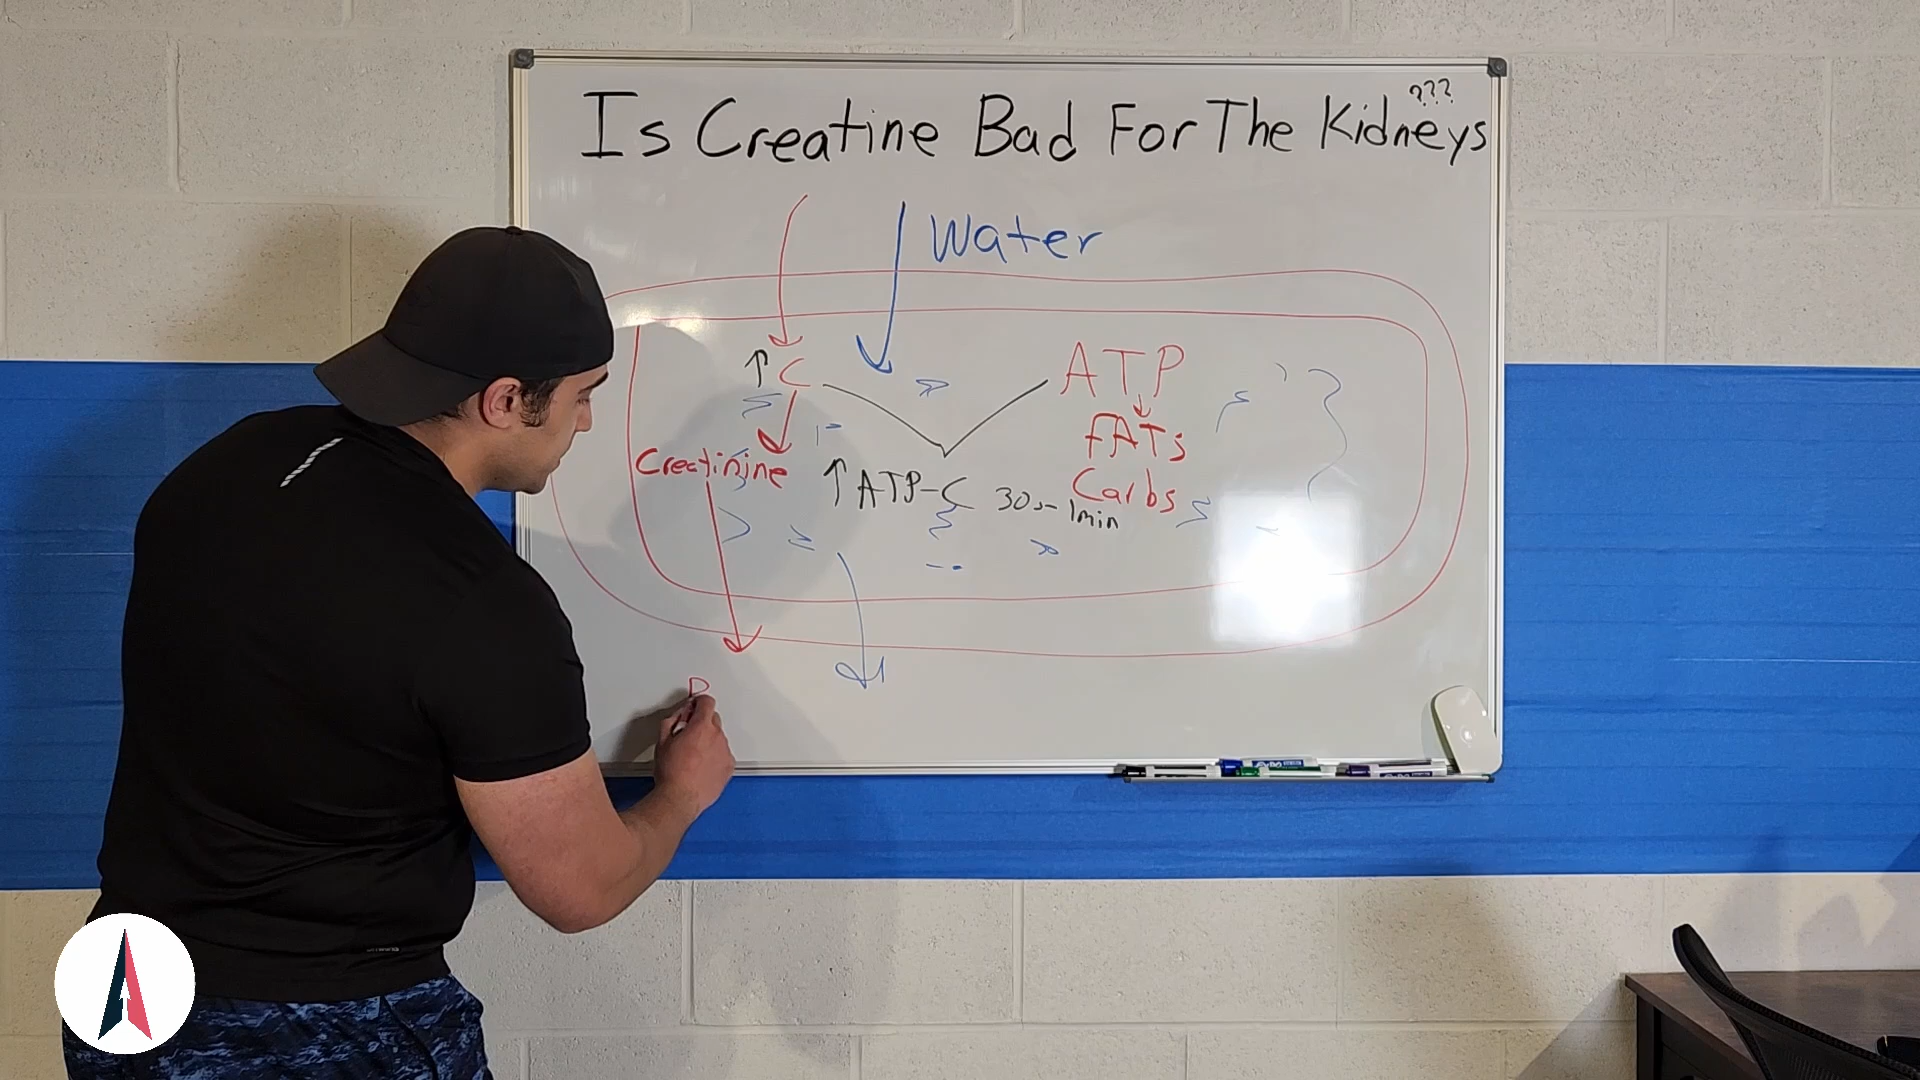 ???
Is Creatine Bad For The Kidneys
Water
↑ C
ATP
FATs
Creatinine
Carbs
↑ ATP-C 30s-1min